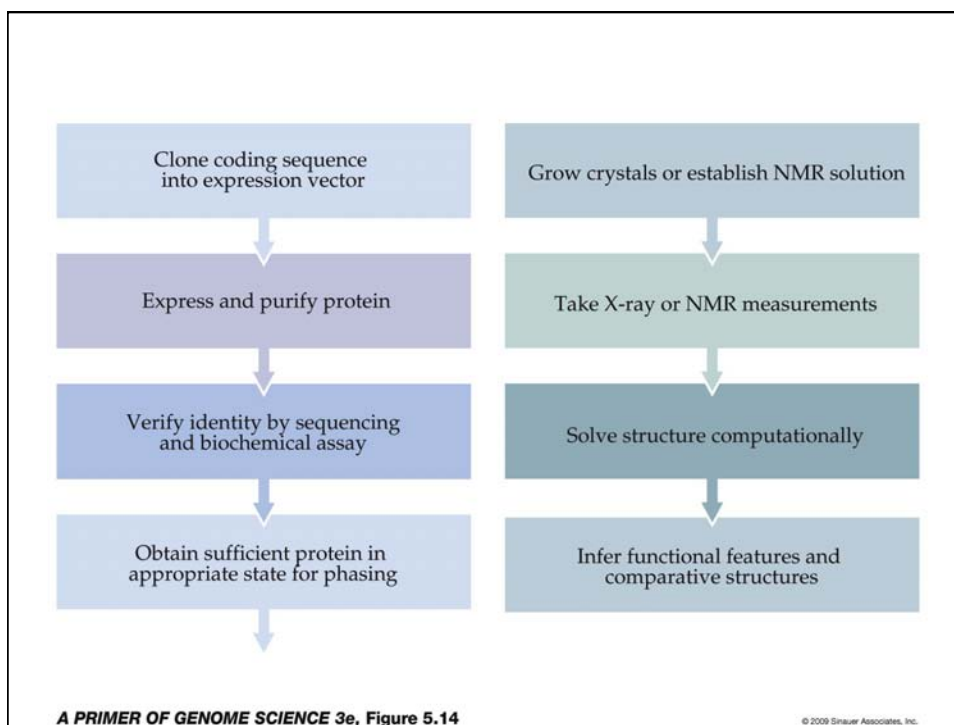 Clone coding sequence
into expression vector
Express and purify protein
Verify identity by sequencing
and biochemical assay
Obtain sufficient protein in
appropriate state for phasing
Grow crystals or establish NMR solution
Take X-ray or NMR measurements
Solve structure computationally
Infer functional features and
comparative structures
A PRIMER OF GENOME SCIENCE 3e, Figure 5.14
© 2009 Sinauer Associates, Inc.